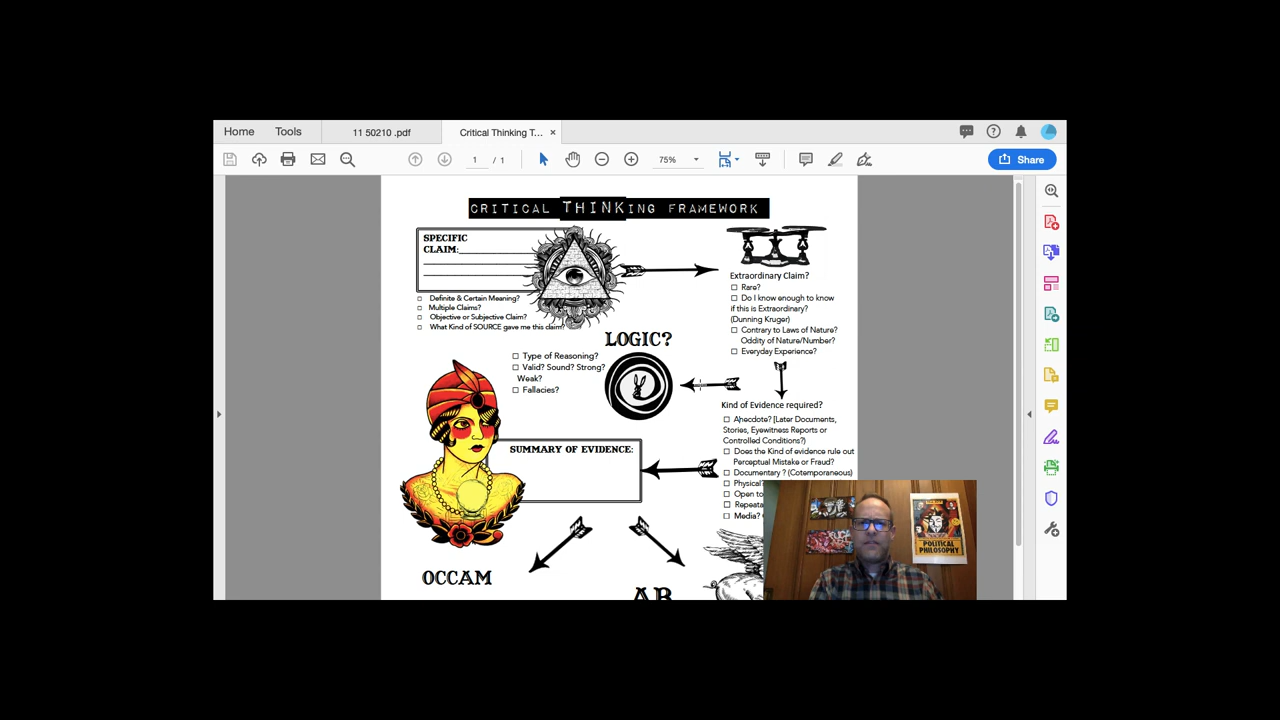 Home Tools 11 50210 .pdf Critical Thinking T...
1 / 1 75% Share
CRITICAL THINKING FRAMEWORK
SPECIFIC
CLAIM:
Definite & Certain Meaning?
Multiple Claims?
Objective or Subjective Claim?
What Kind of SOURCE gave me this claim?
Extraordinary Claim?
Rare?
Do I know enough to know
if this is Extraordinary?
(Dunning Kruger)
Contrary to Laws of Nature?
Oddity of Nature/Number?
Everyday Experience?
LOGIC?
Type of Reasoning?
Valid? Sound? Strong?
Weak?
Fallacies?
Kind of Evidence required?
Anecdote? [Later Documents,
Stories, Eyewitness Reports or
Controlled Conditions?)
Does the Kind of evidence rule out
Perceptual Mistake or Fraud?
Documentary ? (Cotemporaneous)
Physical?
Open to
Media?
SUMMARY OF EVIDENCE:
OCCAM
POLITICAL
PHILOSOPHY